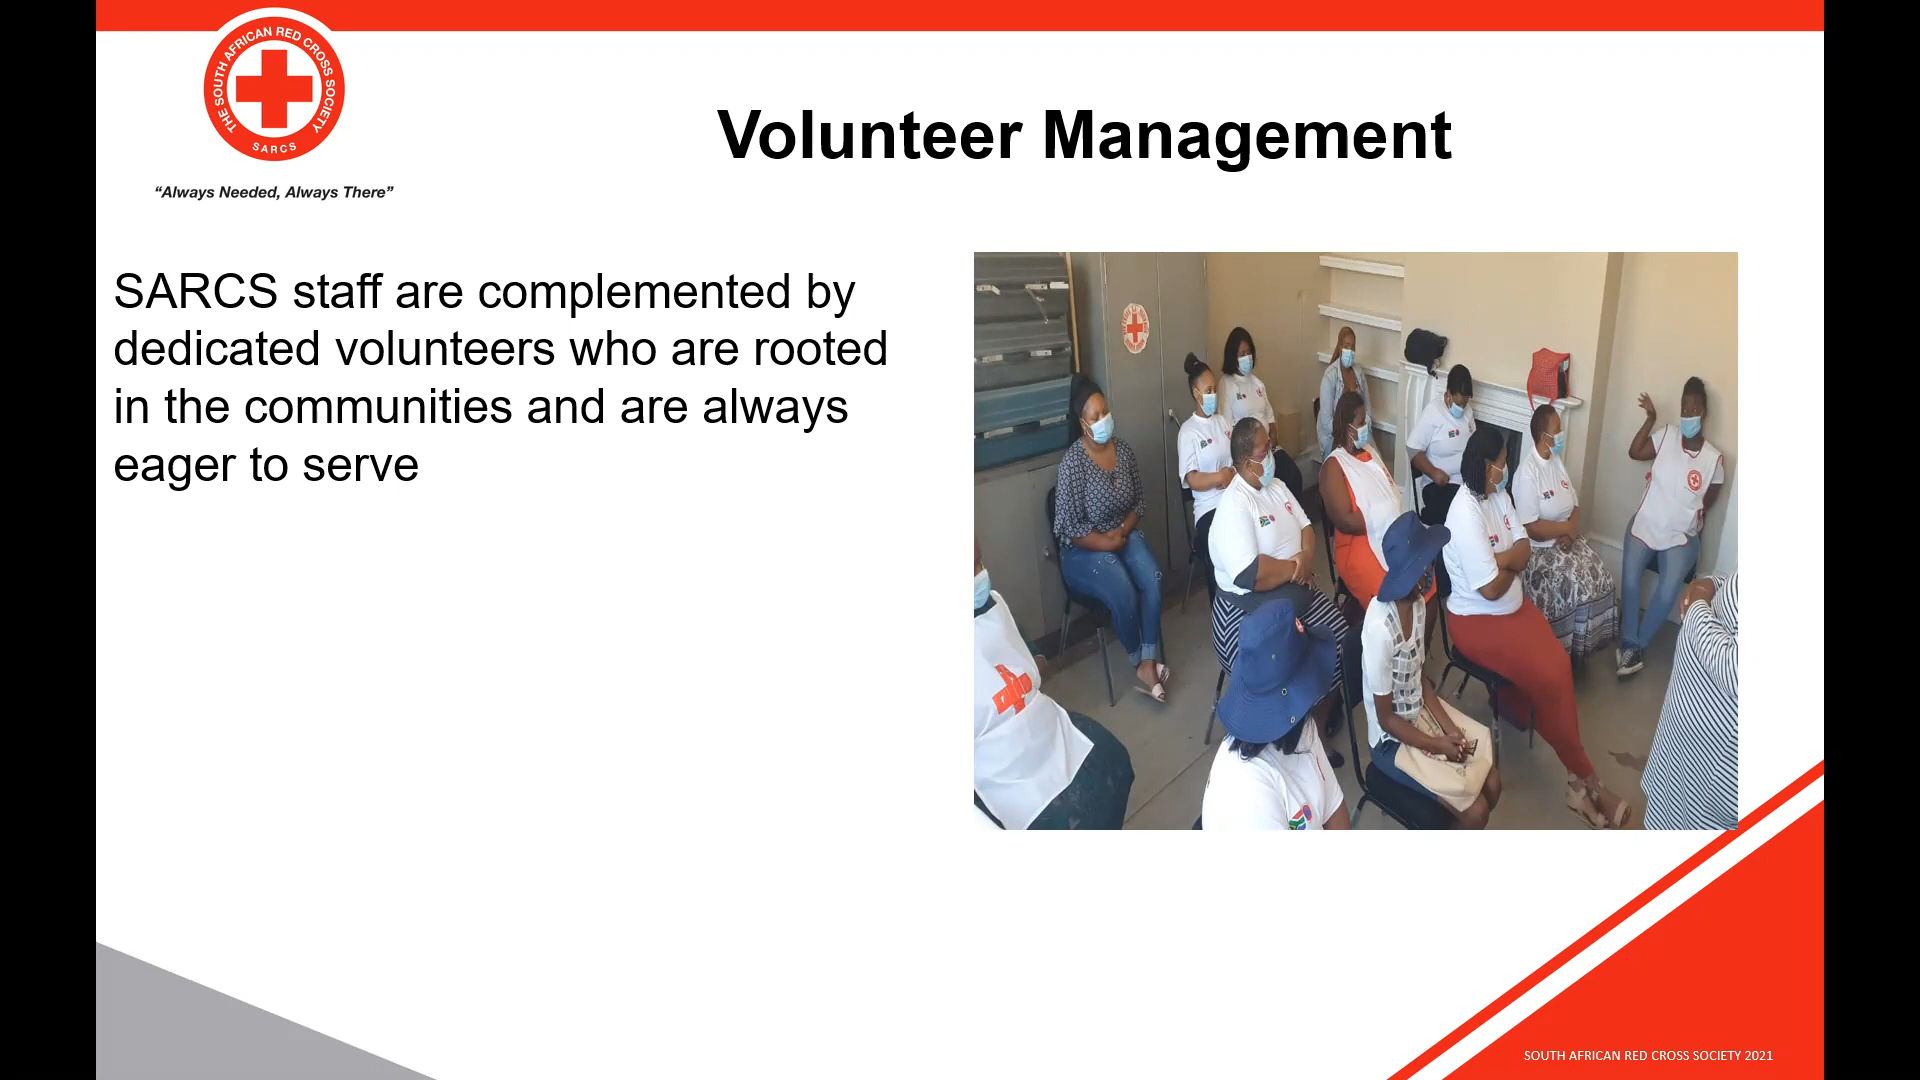 THE SOUTH AFRICAN RED CROSS SOCIETY
SARCS
“Always Needed, Always There”
Volunteer Management
SARCS staff are complemented by
dedicated volunteers who are rooted
in the communities and are always
eager to serve
SOUTH AFRICAN RED CROSS SOCIETY 2021